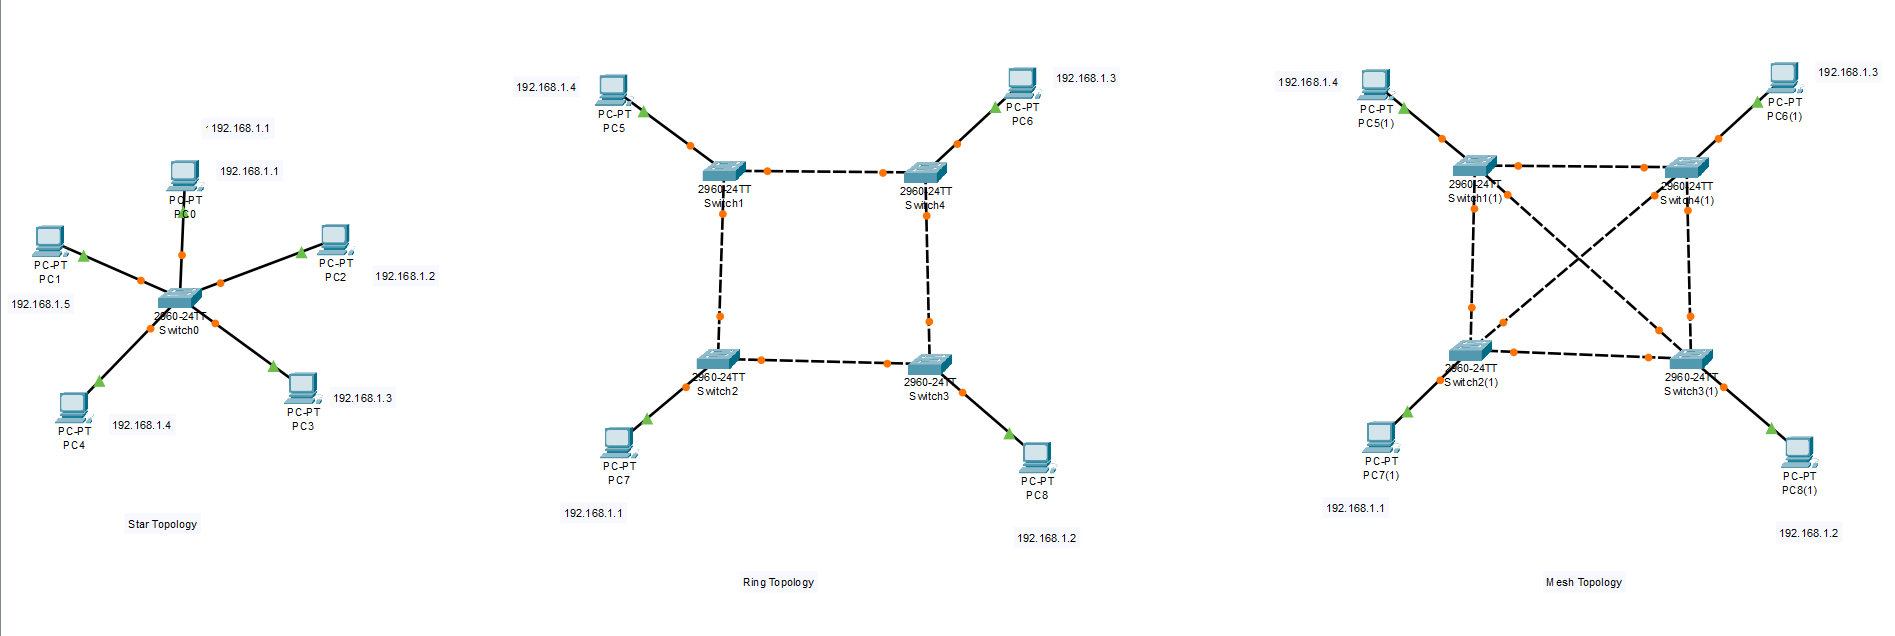 192.168.1.1
192.168.1.1
PC-PT
PC0
PC-PT
PC1
192.168.1.5
PC-PT
PC2
192.168.1.2
2960-24TT
Switch0
PC-PT
PC3
192.168.1.3
PC-PT
PC4
192.168.1.4
Star Topology
192.168.1.4
PC-PT
PC5
192.168.1.3
PC-PT
PC6
2960-24TT
Switch1
2960-24TT
Switch4
2960-24TT
Switch2
2960-24TT
Switch3
PC-PT
PC7
192.168.1.1
PC-PT
PC8
192.168.1.2
Ring Topology
192.168.1.4
PC-PT
PC5(1)
192.168.1.3
PC-PT
PC6(1)
2960-24TT
Switch1(1)
2960-24TT
Switch4(1)
2960-24TT
Switch2(1)
2960-24TT
Switch3(1)
PC-PT
PC7(1)
192.168.1.1
PC-PT
PC8(1)
192.168.1.2
Mesh Topology